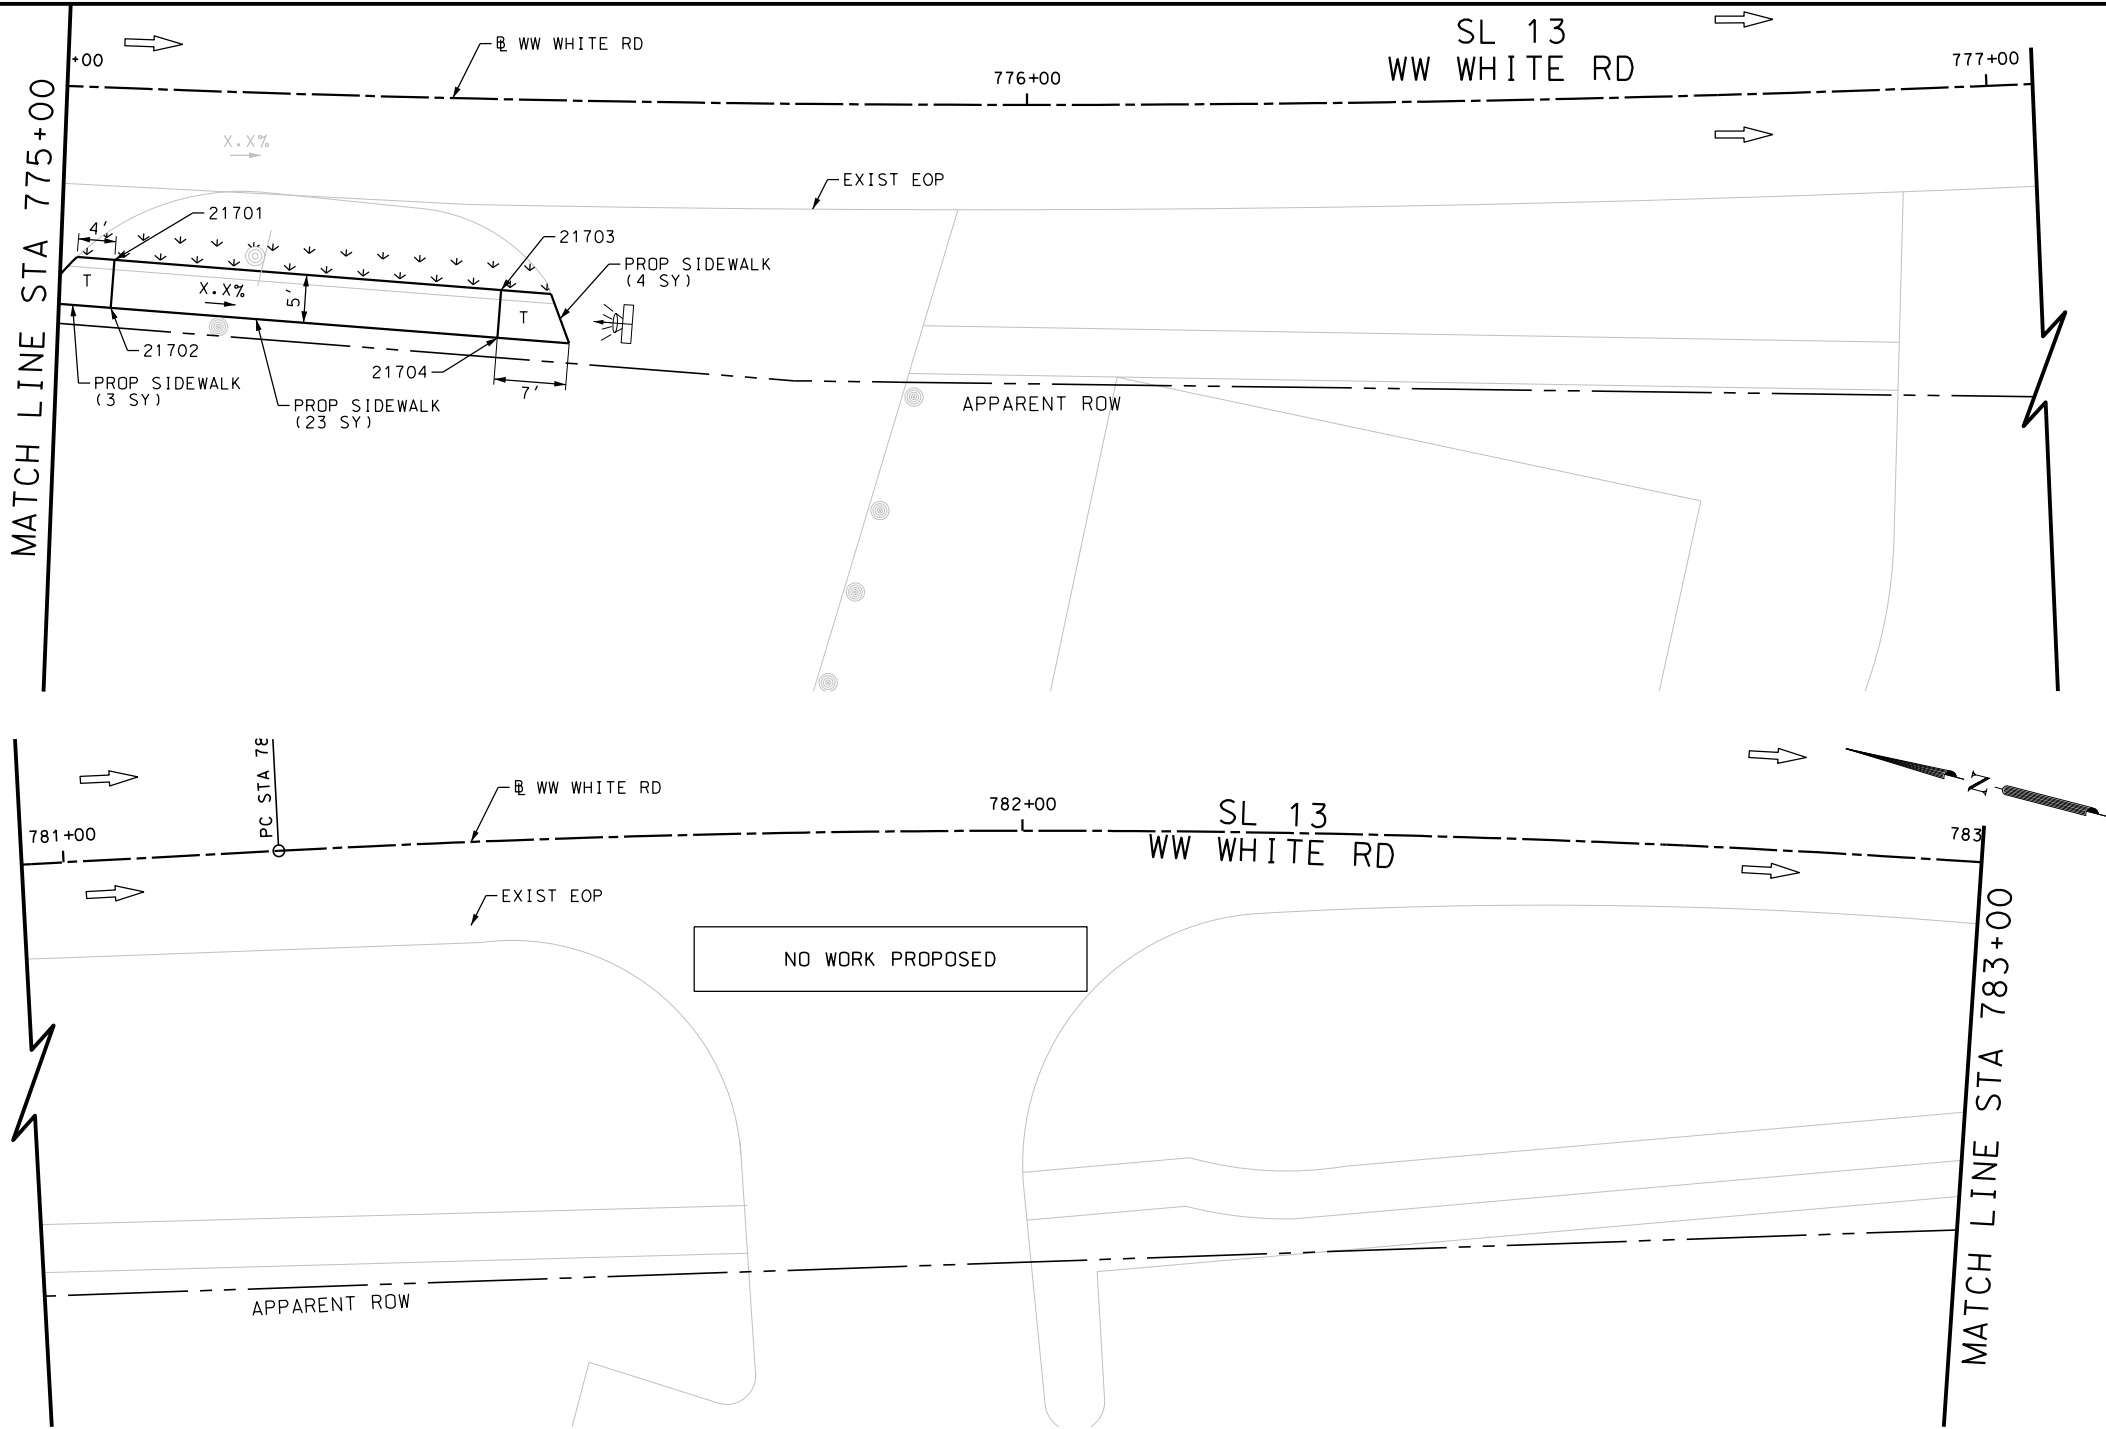 SL 13
WW WHITE RD
+00
℄ WW WHITE RD
776+00
777+00
MATCH LINE STA 775+00
X.X%
EXIST EOP
4'
21701
21703
PROP SIDEWALK
(4 SY)
T
X.X%
5'
T
21702
21704
7'
PROP SIDEWALK
(3 SY)
PROP SIDEWALK
(23 SY)
APPARENT ROW
PC STA 78
℄ WW WHITE RD
781+00
782+00
SL 13
WW WHITE RD
783
N
EXIST EOP
NO WORK PROPOSED
MATCH LINE STA 783+00
APPARENT ROW